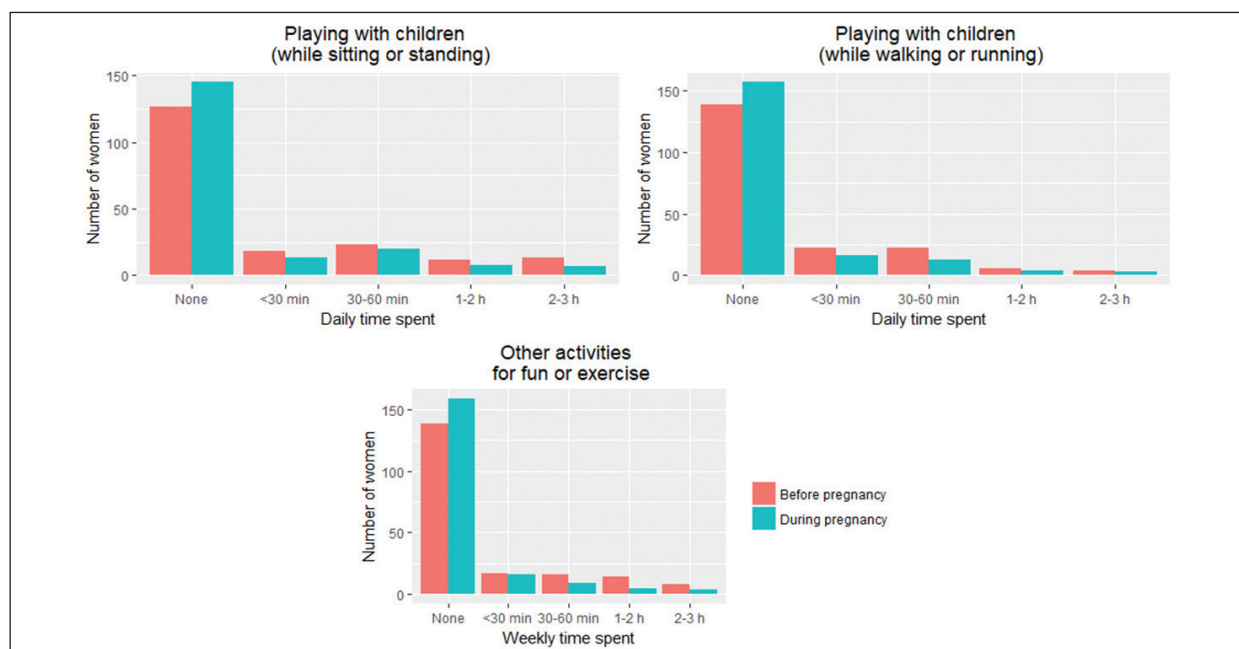 Playing with children
(while sitting or standing)
Number of women
150
100
50
0
None <30 min 30-60 min 1-2 h 2-3 h
Daily time spent
Playing with children
(while walking or running)
Number of women
150
100
50
0
None <30 min 30-60 min 1-2 h 2-3 h
Daily time spent
Other activities
for fun or exercise
Number of women
150
100
50
0
None <30 min 30-60 min 1-2 h 2-3 h
Weekly time spent
Before pregnancy
During pregnancy